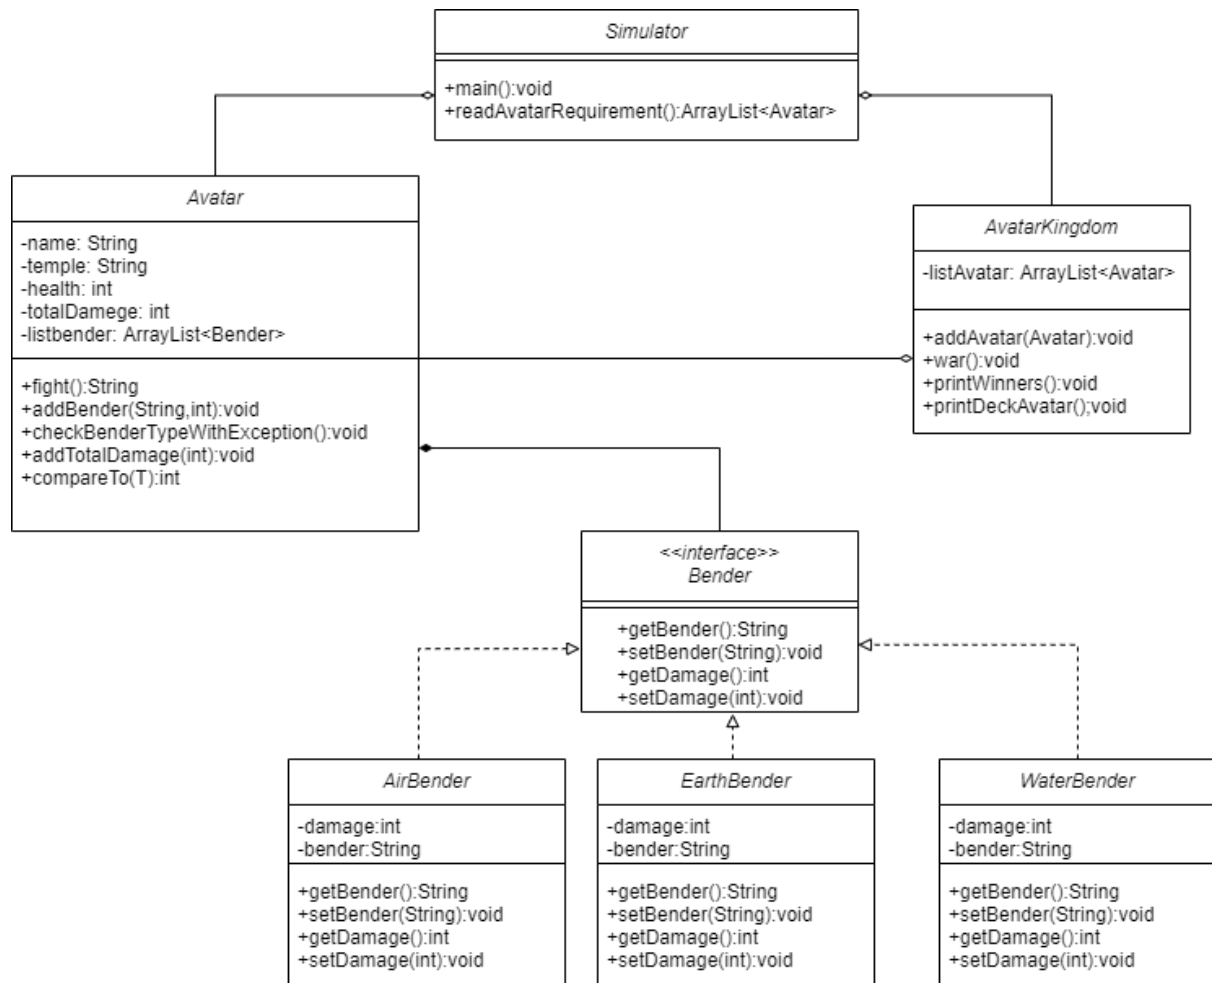 Simulator
+main():void
+readAvatarRequirement():ArrayList<Avatar>
Avatar
-name: String
-temple: String
-health: int
-totalDamege: int
-listbender: ArrayList<Bender>
+fight():String
+addBender(String,int):void
+checkBenderTypeWithException():void
+addTotalDamage(int):void
+compareTo(T):int
AvatarKingdom
-listAvatar: ArrayList<Avatar>
+addAvatar(Avatar):void
+war():void
+printWinners():void
+printDeckAvatar();void
<<interface>>
Bender
+getBender():String
+setBender(String):void
+getDamage():int
+setDamage(int):void
AirBender
-damage:int
-bender:String
+getBender():String
+setBender(String):void
+getDamage():int
+setDamage(int):void
EarthBender
-damage:int
-bender:String
+getBender():String
+setBender(String):void
+getDamage():int
+setDamage(int):void
WaterBender
-damage:int
-bender:String
+getBender():String
+setBender(String):void
+getDamage():int
+setDamage(int):void